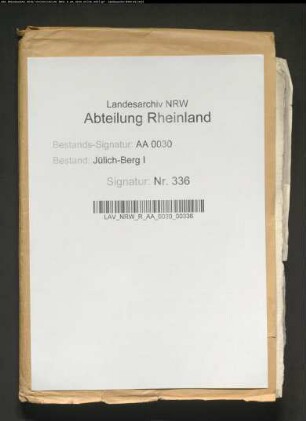 Landesarchiv NRW
Abteilung Rheinland
Bestands-Signatur: AA 0030
Bestand: Jülich-Berg I
Signatur: Nr. 336
LAV_NRW_R_AA_0030_00336